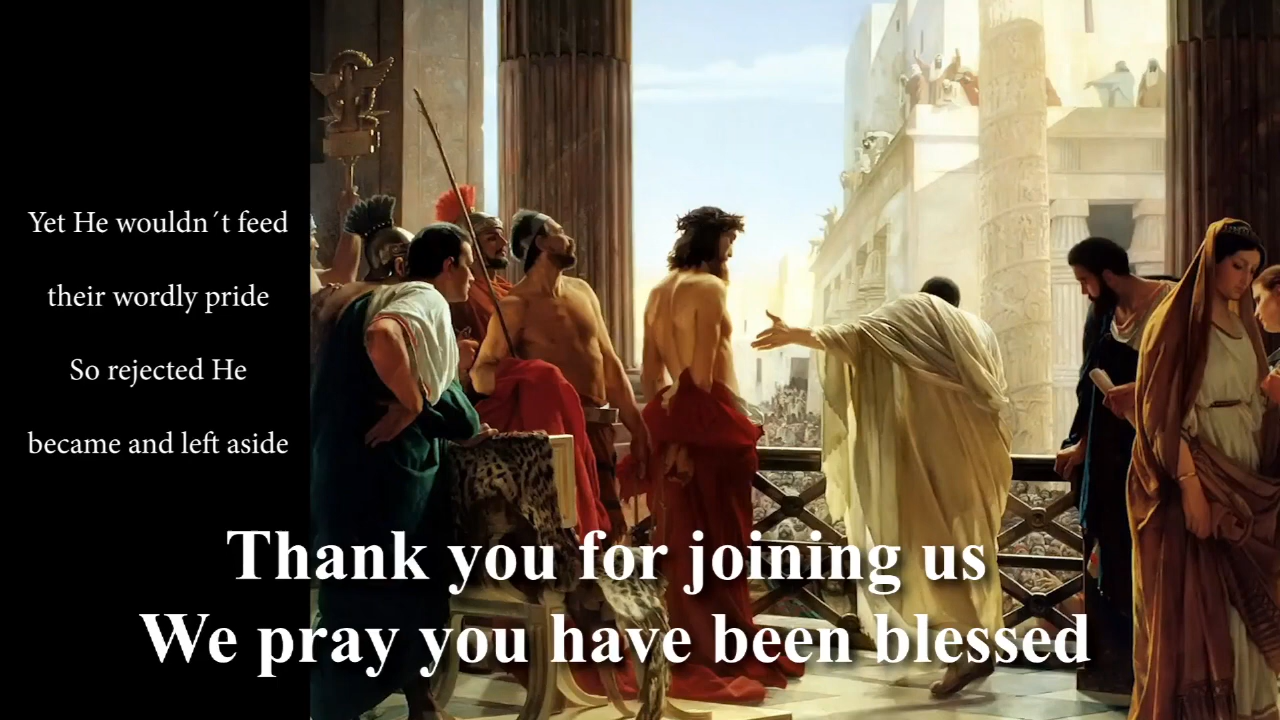 Yet He wouldn´t feed
their wordly pride
So rejected He
became and left aside
Thank you for joining us
We pray you have been blessed